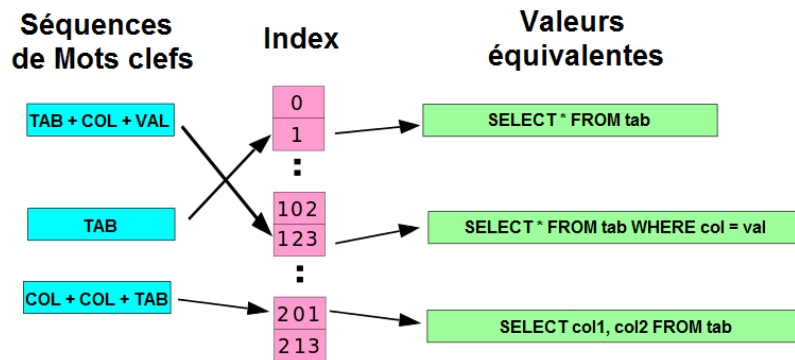 Séquences
de Mots clefs
Index
Valeurs
équivalentes
TAB + COL + VAL
0
1
SELECT * FROM tab
:
TAB
102
123
SELECT * FROM tab WHERE col = val
:
COL + COL + TAB
201
213
SELECT col1, col2 FROM tab